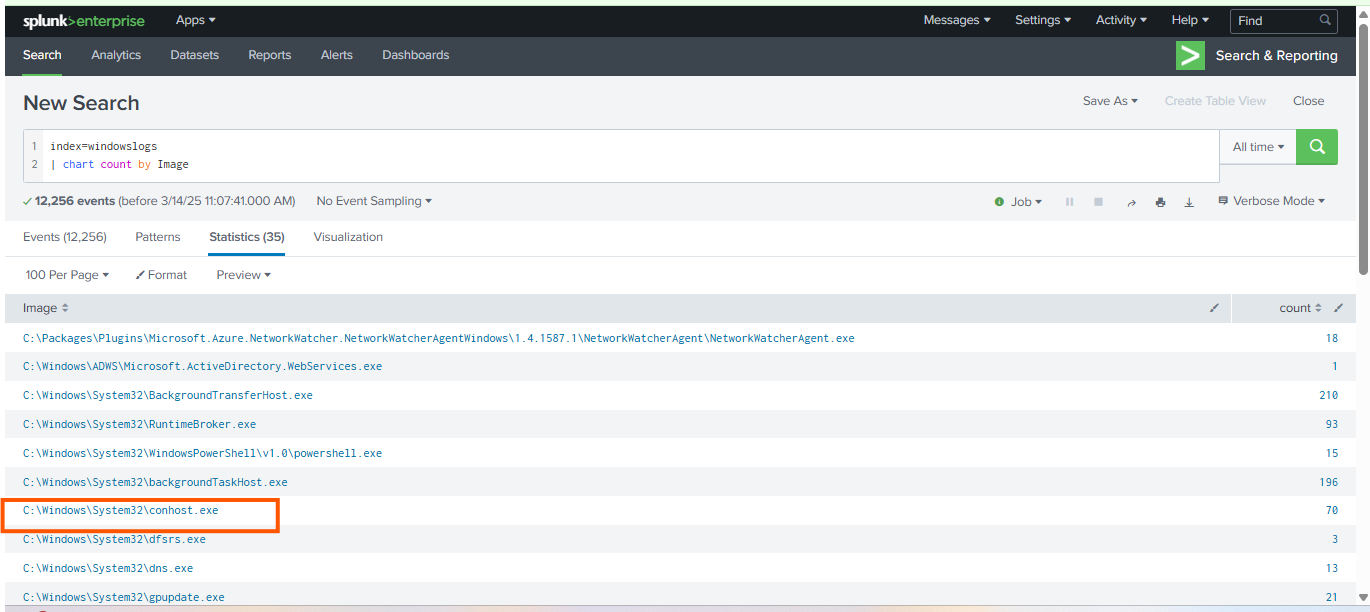 splunk>enterprise Apps Messages Settings Activity Help Find
Search Analytics Datasets Reports Alerts Dashboards > Search & Reporting
New Search Save As Create Table View Close
1 index=windowslogs All time
2 | chart count by Image
12,256 events (before 3/14/25 11:07:41.000 AM) No Event Sampling Job Verbose Mode
Events (12,256) Patterns Statistics (35) Visualization
100 Per Page Format Preview
Image count
C:\Packages\Plugins\Microsoft.Azure.NetworkWatcher.NetworkWatcherAgentWindows\1.4.1587.1\NetworkWatcherAgent\NetworkWatcherAgent.exe 18
C:\Windows\ADWS\Microsoft.ActiveDirectory.WebServices.exe 1
C:\Windows\System32\BackgroundTransferHost.exe 210
C:\Windows\System32\RuntimeBroker.exe 93
C:\Windows\System32\WindowsPowerShell\v1.0\powershell.exe 15
C:\Windows\System32\backgroundTaskHost.exe 196
C:\Windows\System32\conhost.exe 70
C:\Windows\System32\dfsrs.exe 3
C:\Windows\System32\dns.exe 13
C:\Windows\System32\gpupdate.exe 21